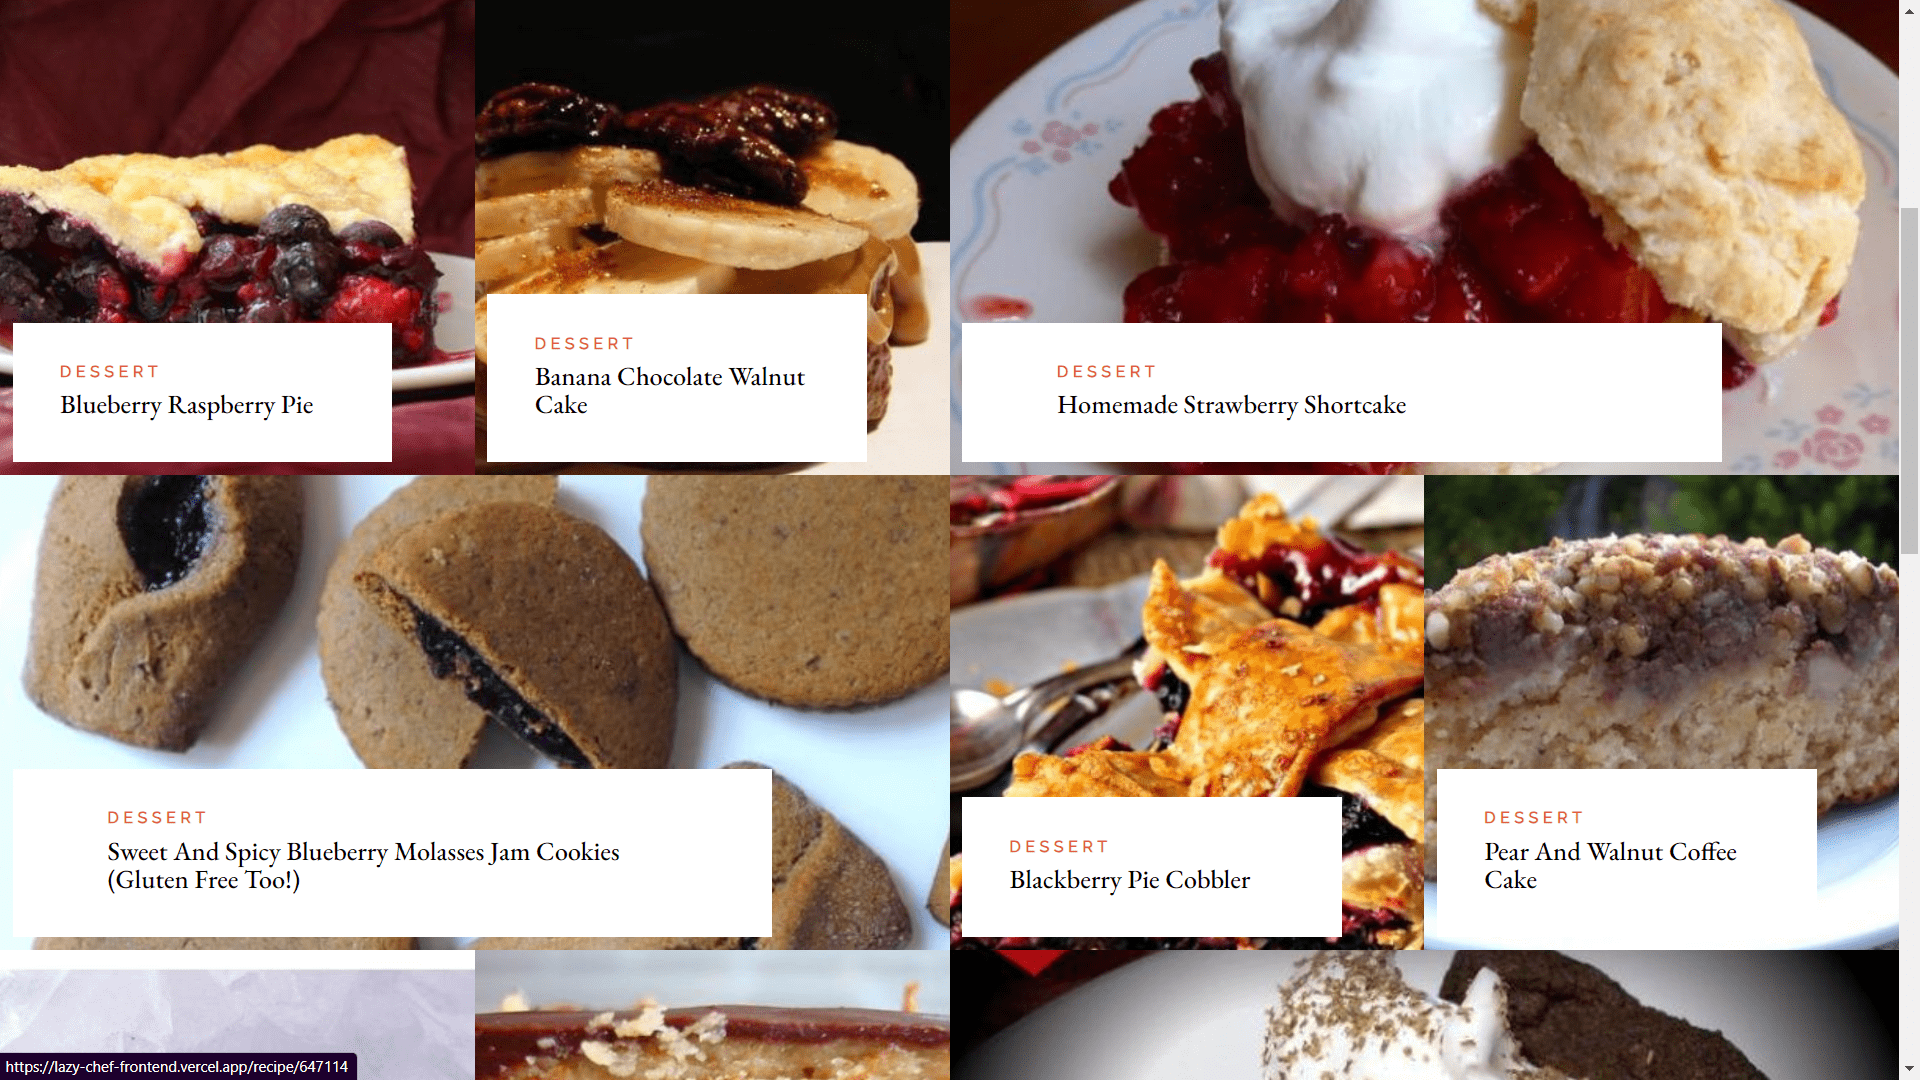 DESSERT
Blueberry Raspberry Pie
DESSERT
Banana Chocolate Walnut
Cake
DESSERT
Homemade Strawberry Shortcake
DESSERT
Sweet And Spicy Blueberry Molasses Jam Cookies
(Gluten Free Too!)
DESSERT
Blackberry Pie Cobbler
DESSERT
Pear And Walnut Coffee
Cake
https://lazy-chef-frontend.vercel.app/recipe/647114